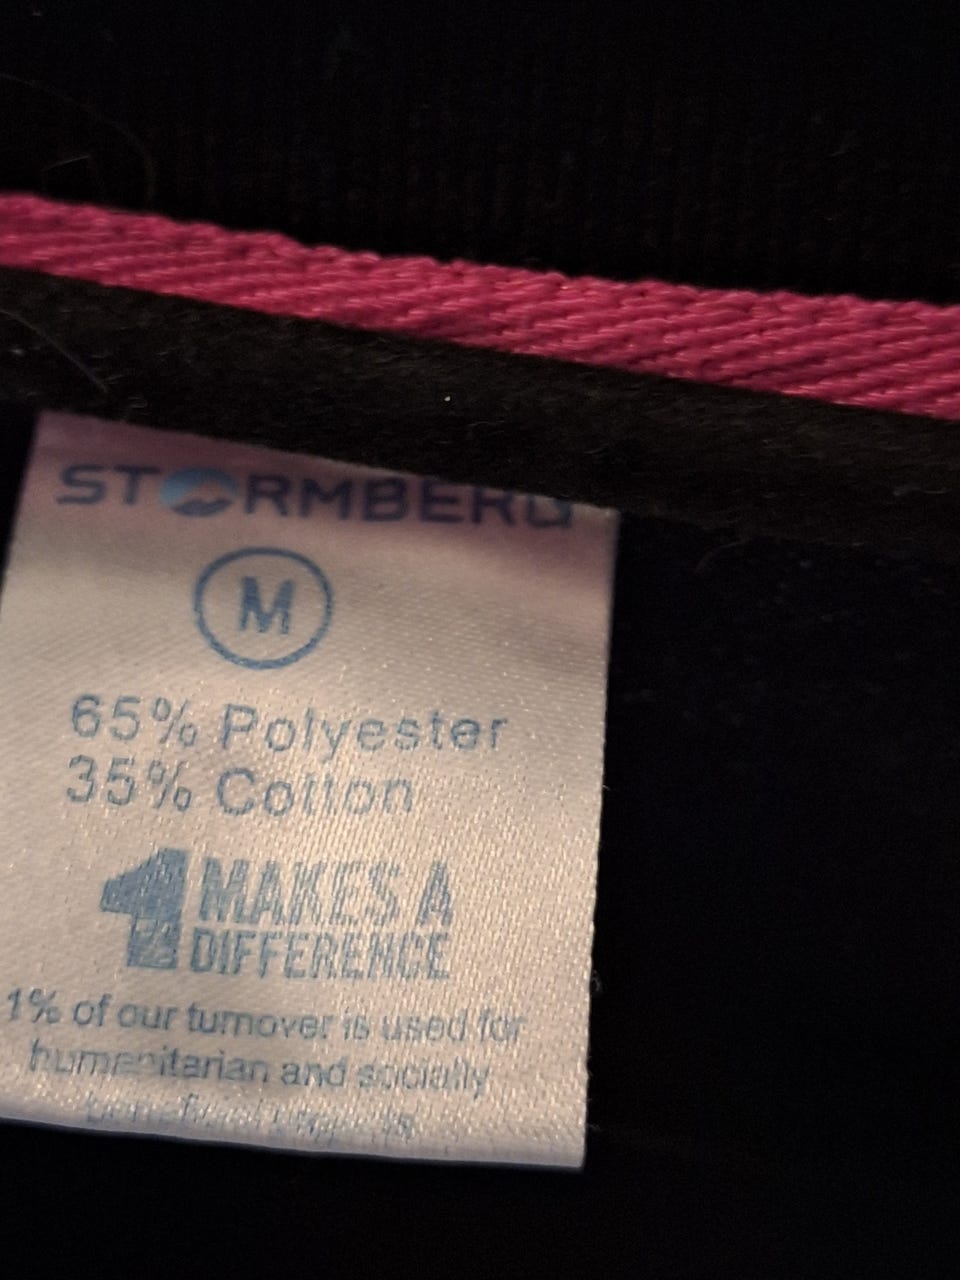 STORMBERG
M
65% Polyester
35% Cotton
1% MAKES A
DIFFERENCE
1% of our turnover is used for
humanitarian and socially